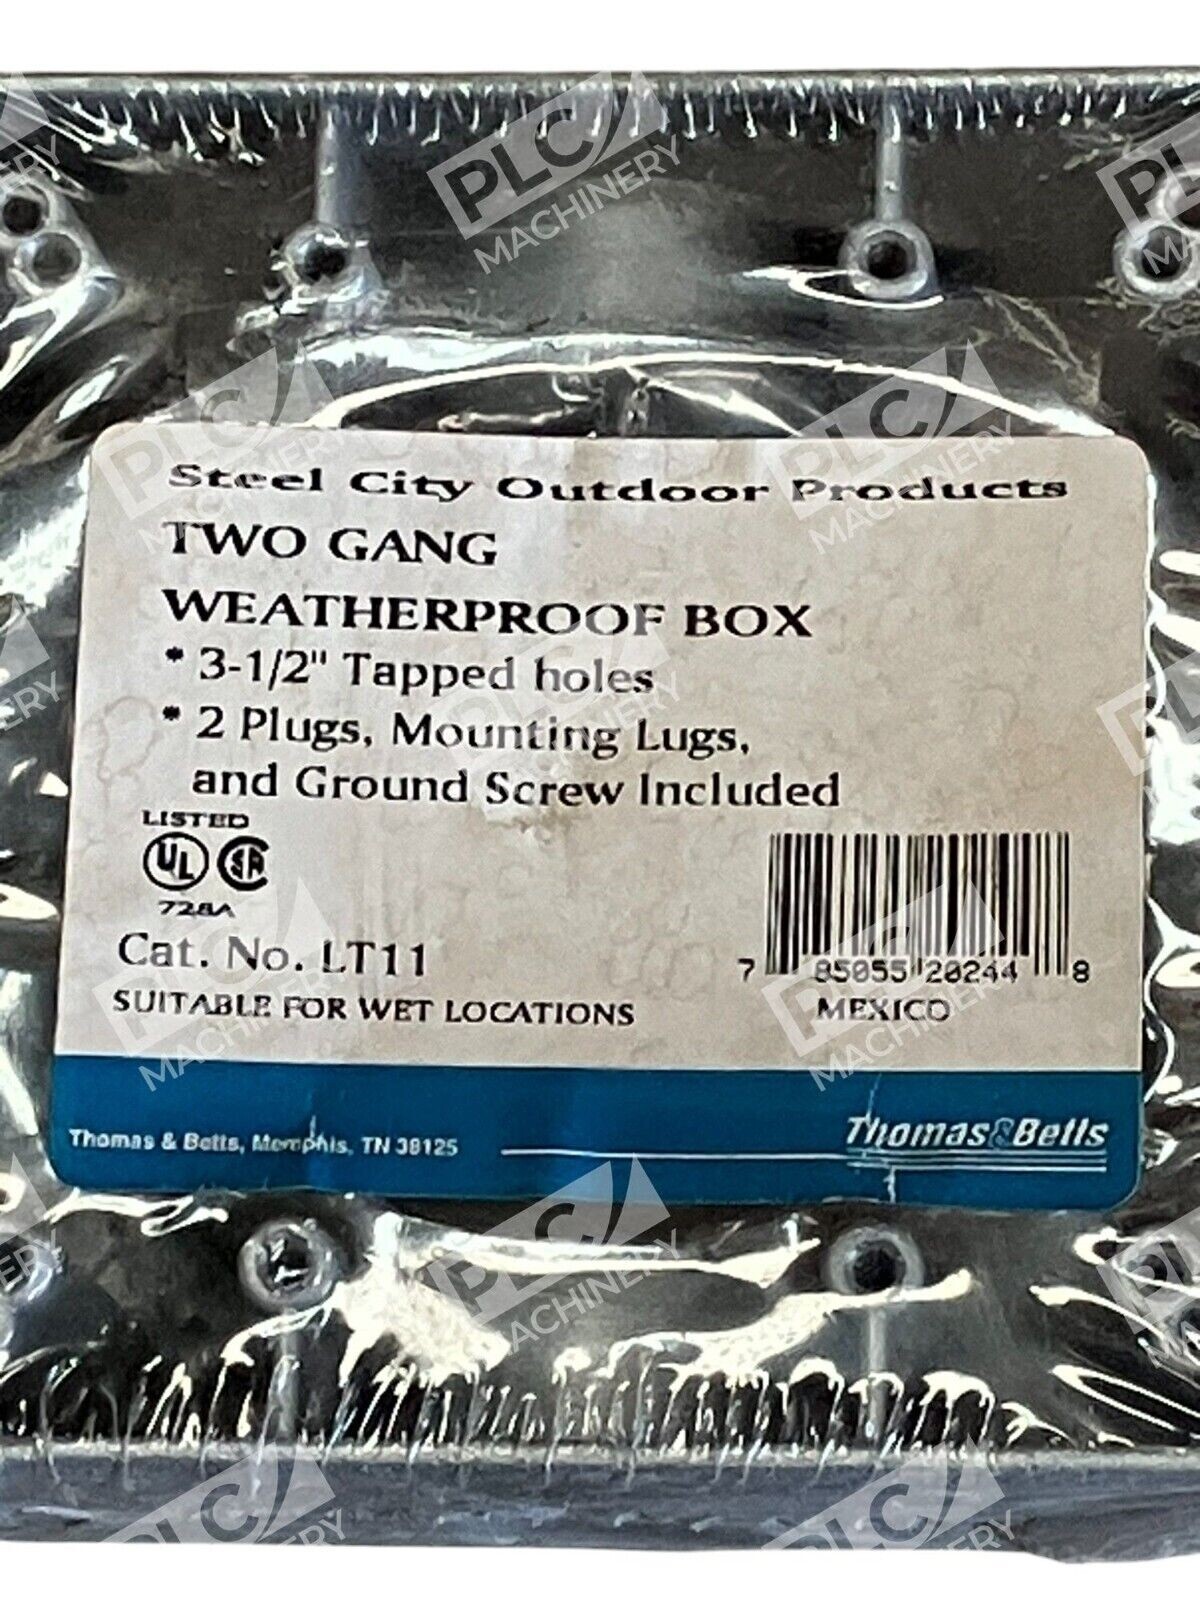 Steel City Outdoor Products
TWO GANG
WEATHERPROOF BOX
* 3-1/2" Tapped holes
* 2 Plugs, Mounting Lugs,
and Ground Screw Included
LISTED
UL SA
728A
Cat. No. LT11
SUITABLE FOR WET LOCATIONS
7 85055 20244 8
MEXICO
Thomas & Betts, Memphis, TN 38125
Thomas&Betts
PLC MACHINERY